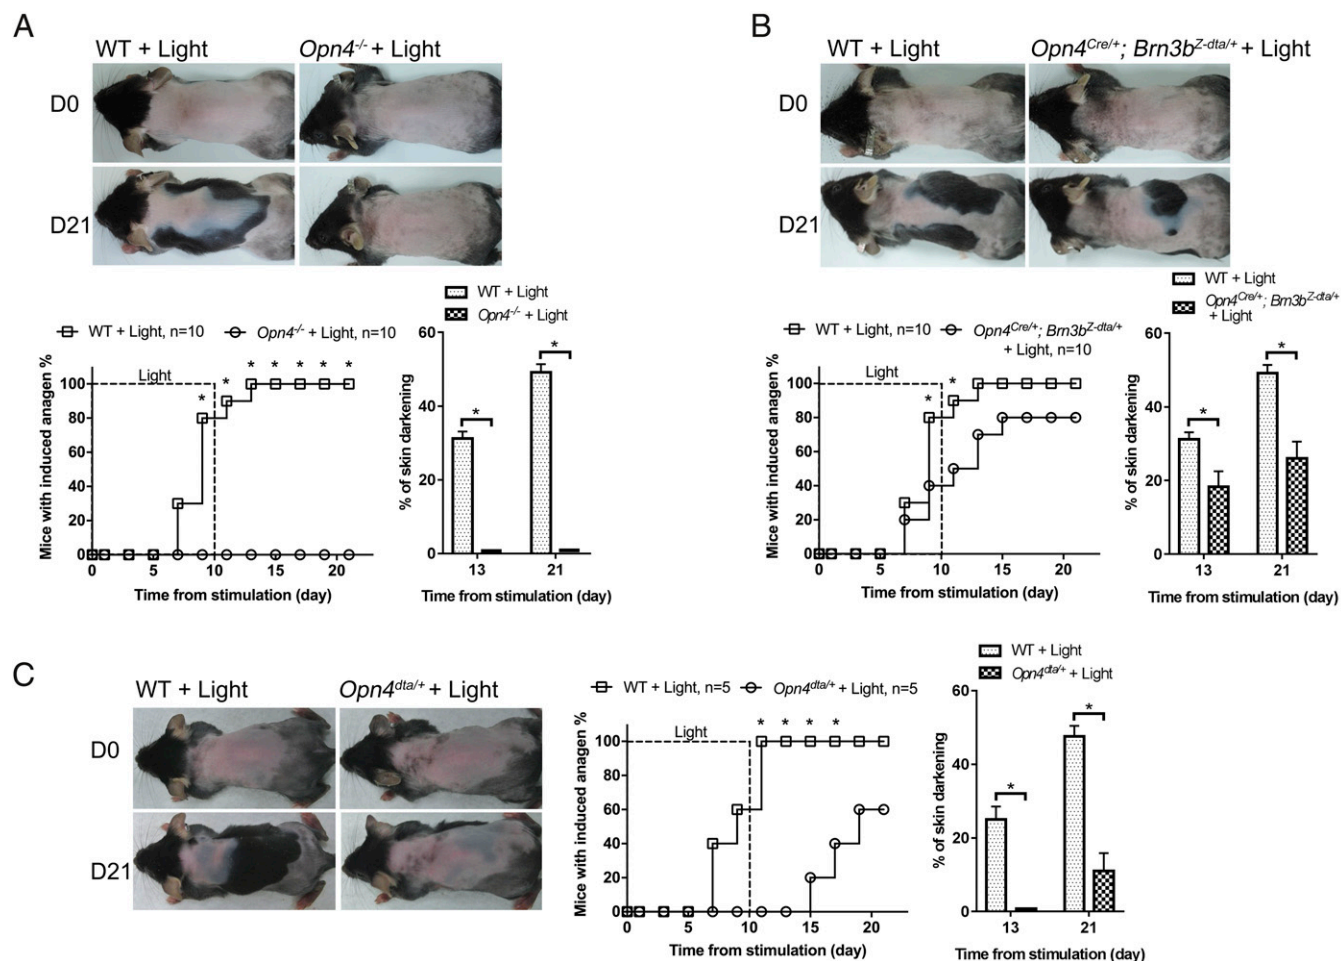 A
WT + Light
Opn4-/- + Light
D0
D21
WT + Light
Opn4-/- + Light
WT + Light, n=10
Opn4-/- + Light, n=10
Mice with induced anagen %
100
80
60
40
20
0
Light
* * * * * * *
0 5 10 15 20
Time from stimulation (day)
% of skin darkening
60
40
20
0
* *
13 21
Time from stimulation (day)
B
WT + Light
Opn4Cre/+; Brn3bZ-dta/+ + Light
D0
D21
WT + Light
Opn4Cre/+; Brn3bZ-dta/+
+ Light
WT + Light, n=10
Opn4Cre/+; Brn3bZ-dta/+
+ Light, n=10
Mice with induced anagen %
100
80
60
40
20
0
Light
* *
0 5 10 15 20
Time from stimulation (day)
% of skin darkening
60
40
20
0
* *
13 21
Time from stimulation (day)
C
WT + Light
Opn4dta/+ + Light
D0
D21
WT + Light, n=5
Opn4dta/+ + Light, n=5
Mice with induced anagen %
100
80
60
40
20
0
Light
* * * *
0 5 10 15 20
Time from stimulation (day)
WT + Light
Opn4dta/+ + Light
% of skin darkening
60
40
20
0
* *
13 21
Time from stimulation (day)